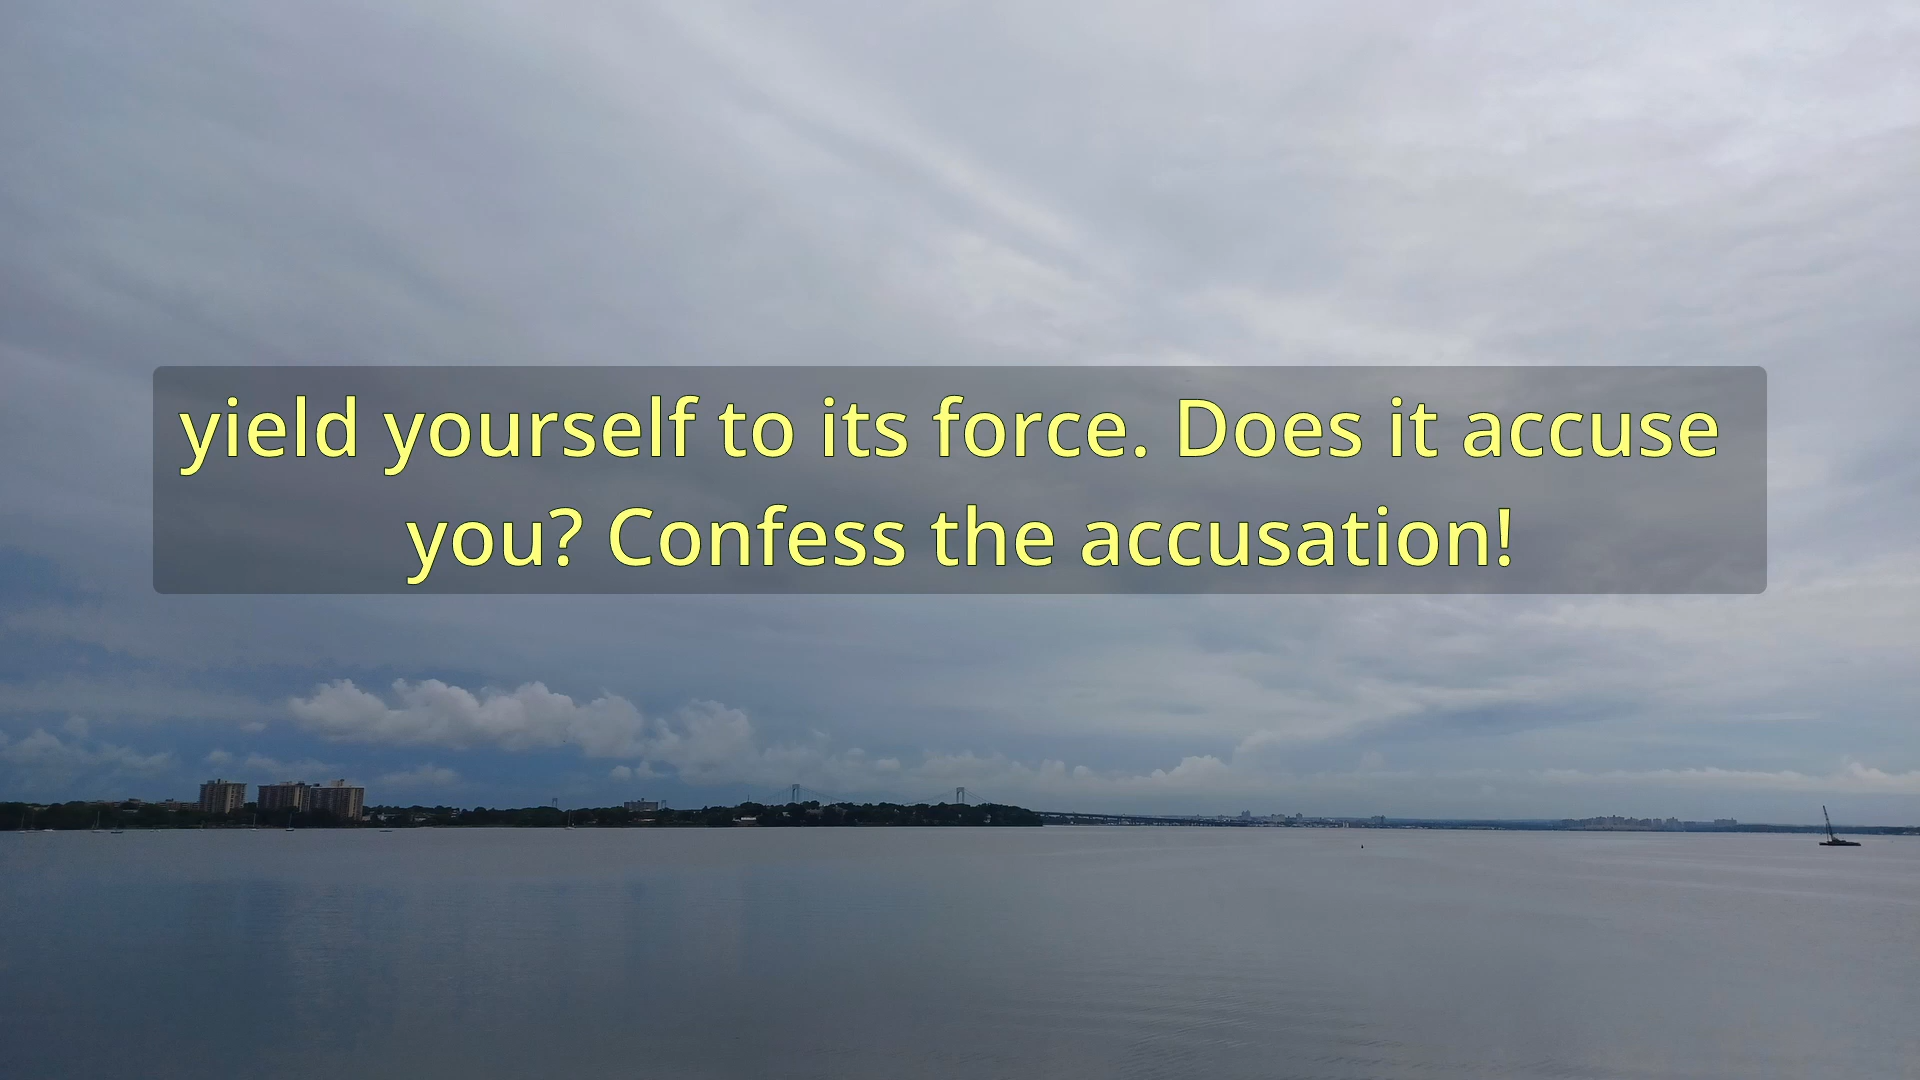 yield yourself to its force. Does it accuse
you? Confess the accusation!